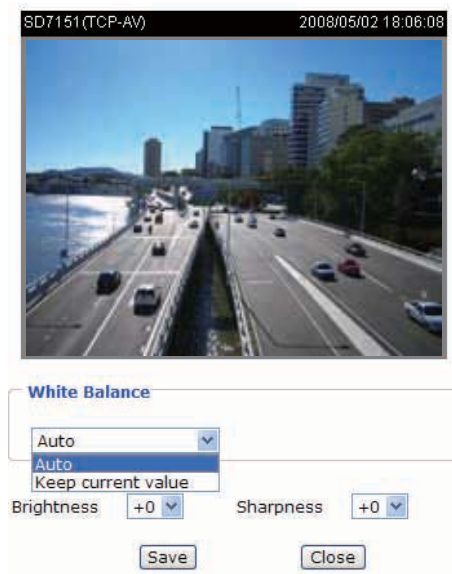 SD7151(TCP-AV) 2008/05/02 18:06:08
White Balance
Auto
Auto
Keep current value
Brightness +0 Sharpness +0
Save Close